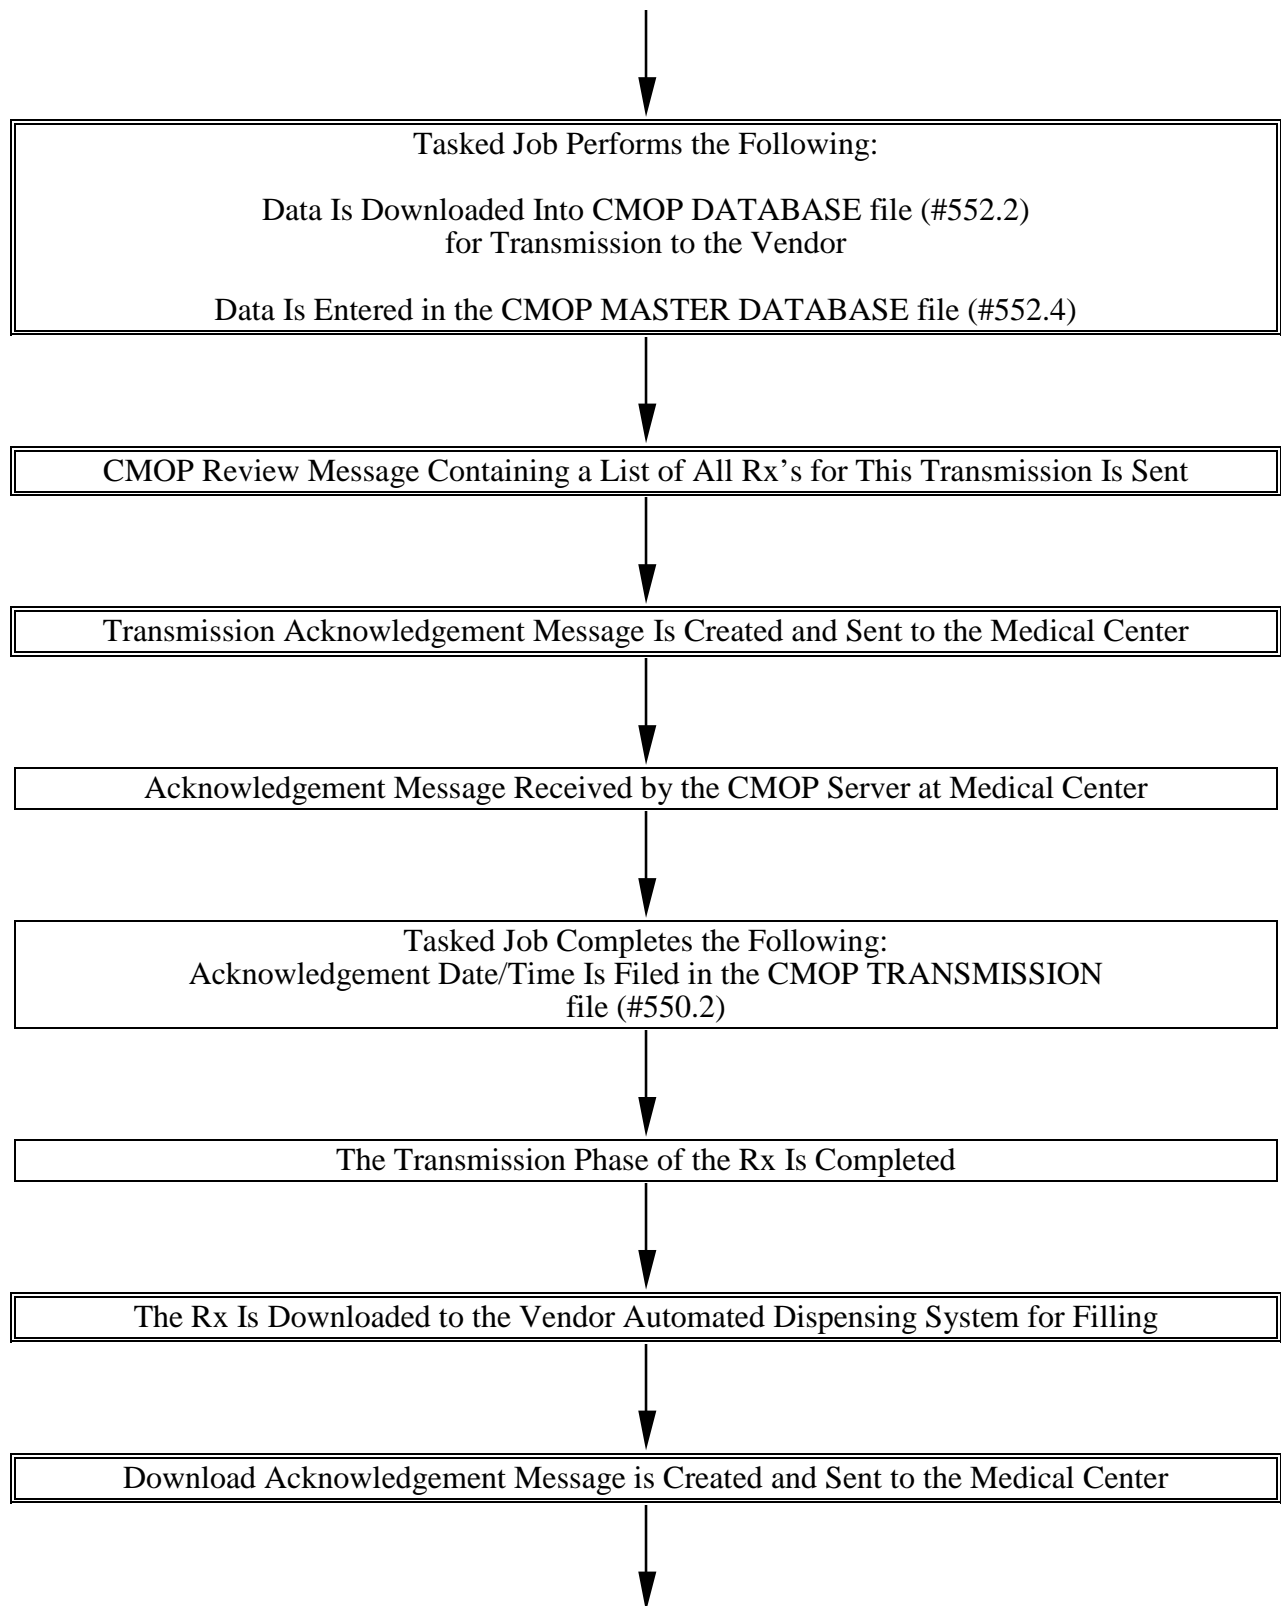 Tasked Job Performs the Following:
Data Is Downloaded Into CMOP DATABASE file (#552.2)
for Transmission to the Vendor
Data Is Entered in the CMOP MASTER DATABASE file (#552.4)
CMOP Review Message Containing a List of All Rx’s for This Transmission Is Sent
Transmission Acknowledgement Message Is Created and Sent to the Medical Center
Acknowledgement Message Received by the CMOP Server at Medical Center
Tasked Job Completes the Following:
Acknowledgement Date/Time Is Filed in the CMOP TRANSMISSION
file (#550.2)
The Transmission Phase of the Rx Is Completed
The Rx Is Downloaded to the Vendor Automated Dispensing System for Filling
Download Acknowledgement Message is Created and Sent to the Medical Center